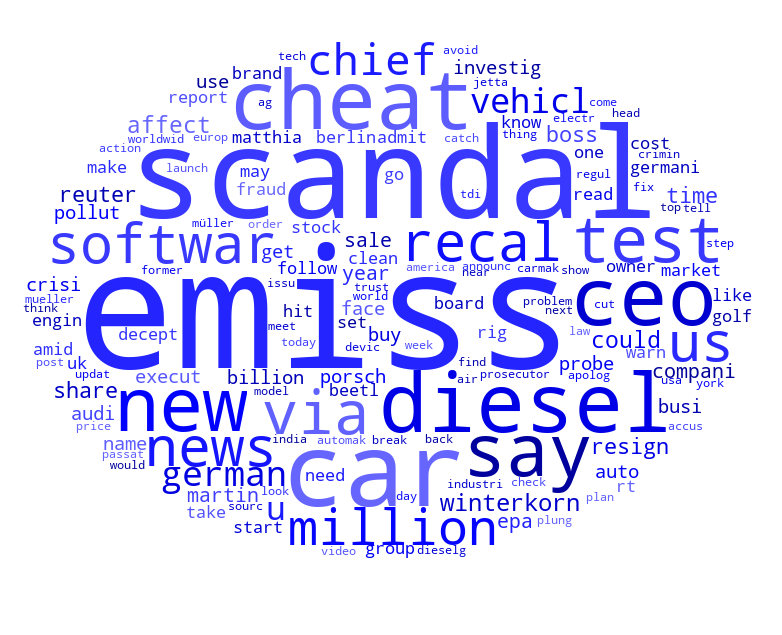 tech
avoid
chief
investig
brand
cheat
use
jetta
report
ag
vehicl
come
head
know
electr
affect
boss
worldwid
europ
matthia
berlin
admit
catch
thing
one
cost
crimin
action
scandal
make
launch
may
go
regul
germani
fix
fraud
tdi
read
time
reuter
pollut
top
tell
müller
order
stock
softwar
get
sale
recal
test
step
clean
former
follow
america
announc
near
carmak
show
owner
market
year
issu
trust
world
emiss
ceo
crisi
mueller
think
hit
face
board
problem
next
cut
like
golf
engin
decept
meet
set
buy
rig
could
law
us
amid
today
devic
week
warn
post
uk
find
probe
compani
updat
execut
billion
porsch
air
prosecutor
apolog
usa
york
share
model
beetl
diesel
audi
new
via
busi
price
accus
name
news
india
automak
break
back
say
resign
passat
would
german
car
need
auto
look
industri
check
rt
martin
day
winterkorn
plan
take
sourc
u
epa
plung
start
million
video
group
dieselg